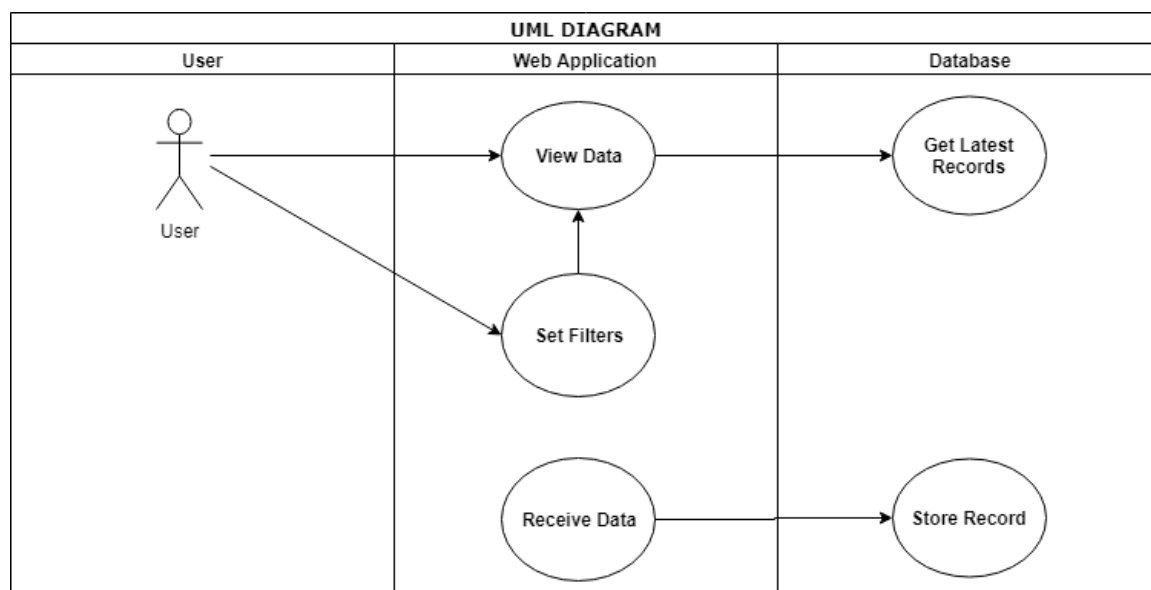 UML DIAGRAM
User
Web Application
Database
View Data
Get Latest
Records
User
Set Filters
Receive Data
Store Record